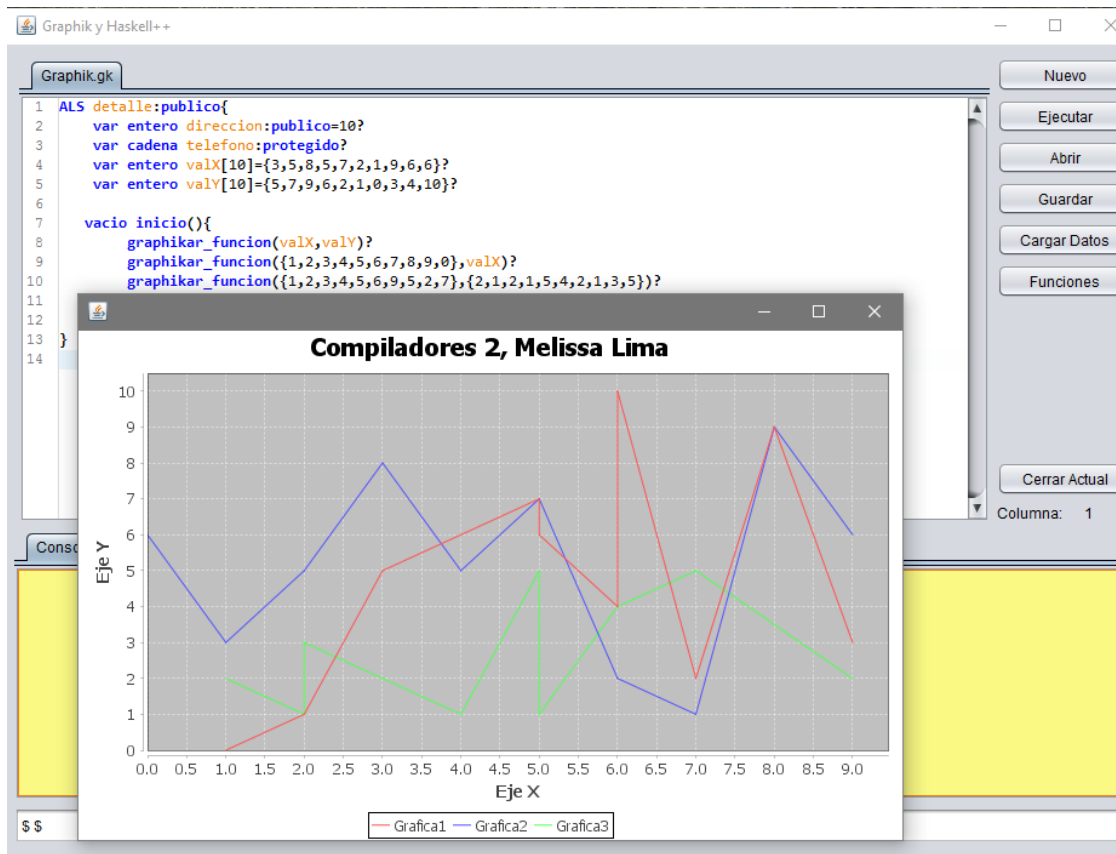 Graphik y Haskell++
Graphik.gk
1 ALS detalle:publico{
2 var entero direccion:publico=10?
3 var cadena telefono:protegido?
4 var entero valX[10]={3,5,8,5,7,2,1,9,6,6}?
5 var entero valY[10]={5,7,9,6,2,1,0,3,4,10}?
6
7 vacio inicio(){
8 graphikar_funcion(valX,valY)?
9 graphikar_funcion({1,2,3,4,5,6,7,8,9,0},valX)?
10 graphikar_funcion({1,2,3,4,5,6,9,5,2,7},{2,1,2,1,5,4,2,1,3,5})?
11
12
13 }
14
Nuevo
Ejecutar
Abrir
Guardar
Cargar Datos
Funciones
Cerrar Actual
Columna: 1
Compiladores 2, Melissa Lima
Eje Y
10
9
8
7
6
5
4
3
2
1
0
0.0 0.5 1.0 1.5 2.0 2.5 3.0 3.5 4.0 4.5 5.0 5.5 6.0 6.5 7.0 7.5 8.0 8.5 9.0
Eje X
Grafica1 Grafica2 Grafica3
$ $